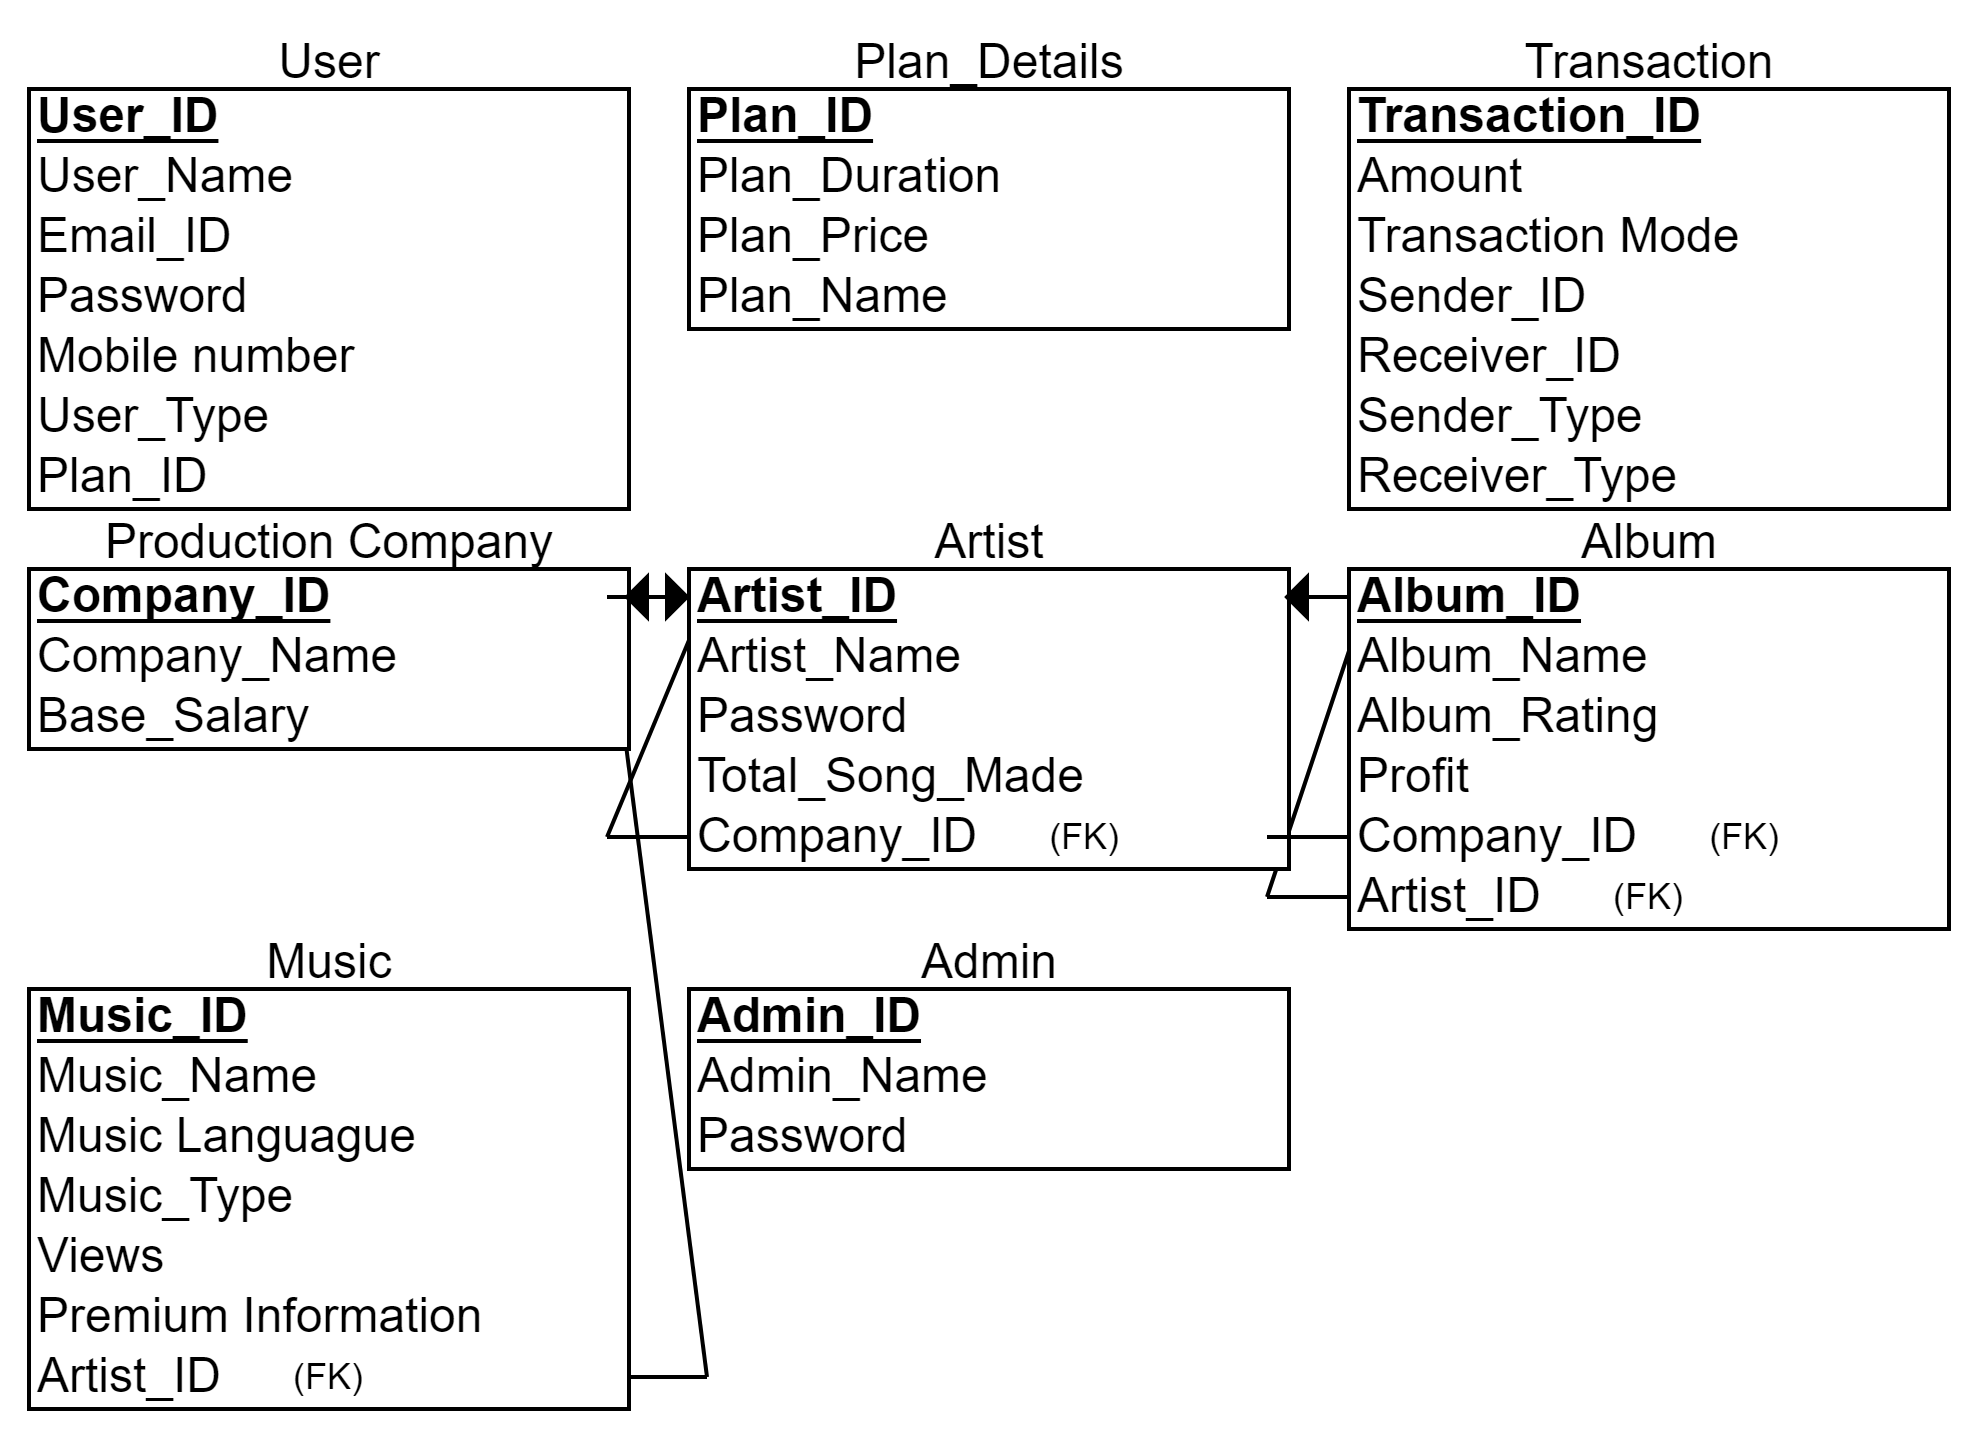 User
User_ID
User_Name
Email_ID
Password
Mobile number
User_Type
Plan_ID
Plan_Details
Plan_ID
Plan_Duration
Plan_Price
Plan_Name
Transaction
Transaction_ID
Amount
Transaction Mode
Sender_ID
Receiver_ID
Sender_Type
Receiver_Type
Production Company
Company_ID
Company_Name
Base_Salary
Artist
Artist_ID
Artist_Name
Password
Total_Song_Made
Company_ID (FK)
Album
Album_ID
Album_Name
Album_Rating
Profit
Company_ID (FK)
Artist_ID (FK)
Music
Music_ID
Music_Name
Music Languague
Music_Type
Views
Premium Information
Artist_ID (FK)
Admin
Admin_ID
Admin_Name
Password